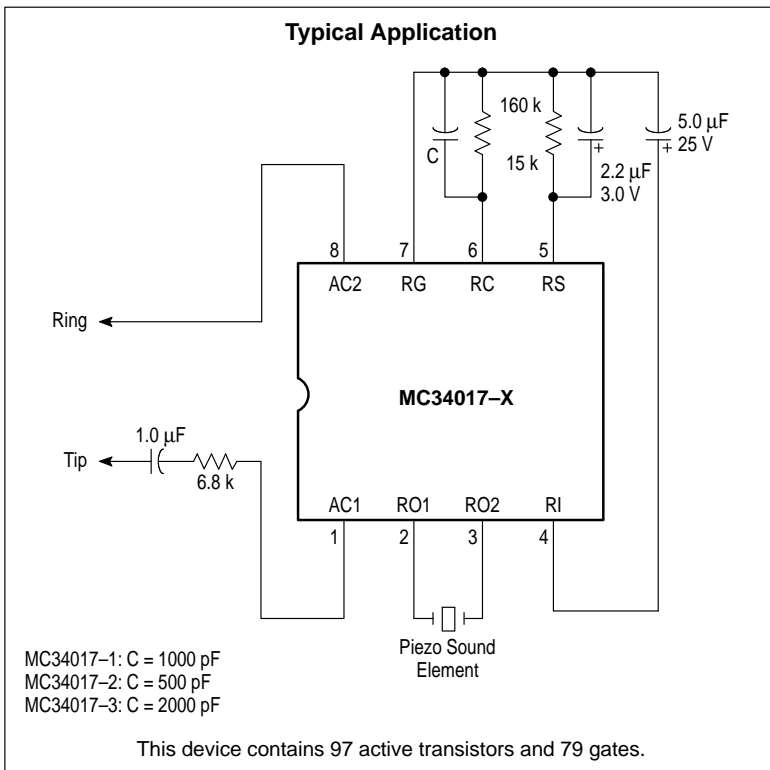 Typical Application
160 k
15 k
C
2.2 µF
3.0 V
5.0 µF
25 V
+
+
8
7
6
5
AC2
RG
RC
RS
Ring
MC34017–X
Tip
1.0 µF
6.8 k
AC1
RO1
RO2
RI
1
2
3
4
Piezo Sound
Element
MC34017–1: C = 1000 pF
MC34017–2: C = 500 pF
MC34017–3: C = 2000 pF
This device contains 97 active transistors and 79 gates.